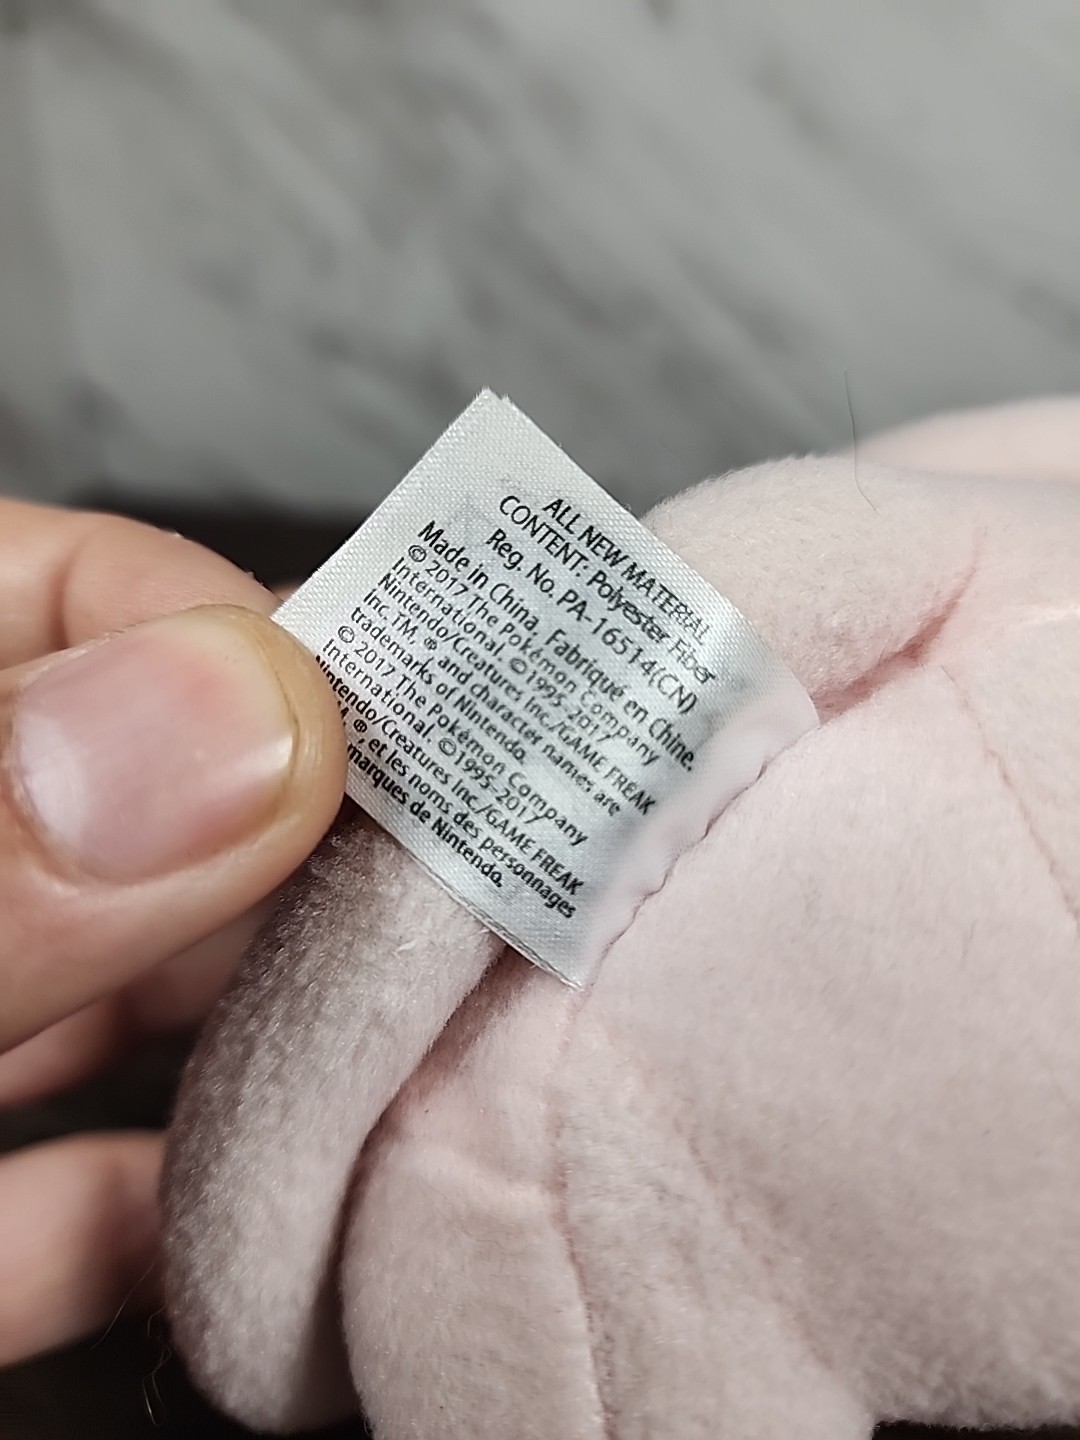 ALL NEW MATERIAL
CONTENT: Polyester Fiber
Reg. No. PA-16514(CN)
Made in China. Fabriqué en Chine.
© 2017 The Pokémon Company
International. ©1995-2017
Nintendo/Creatures Inc./GAME FREAK
Inc. TM, ® and character names are
trademarks of Nintendo.
© 2017 The Pokémon Company
International. ©1995-2017
Nintendo/Creatures Inc./GAME FREAK
®, et les noms des personnages
marques de Nintendo.